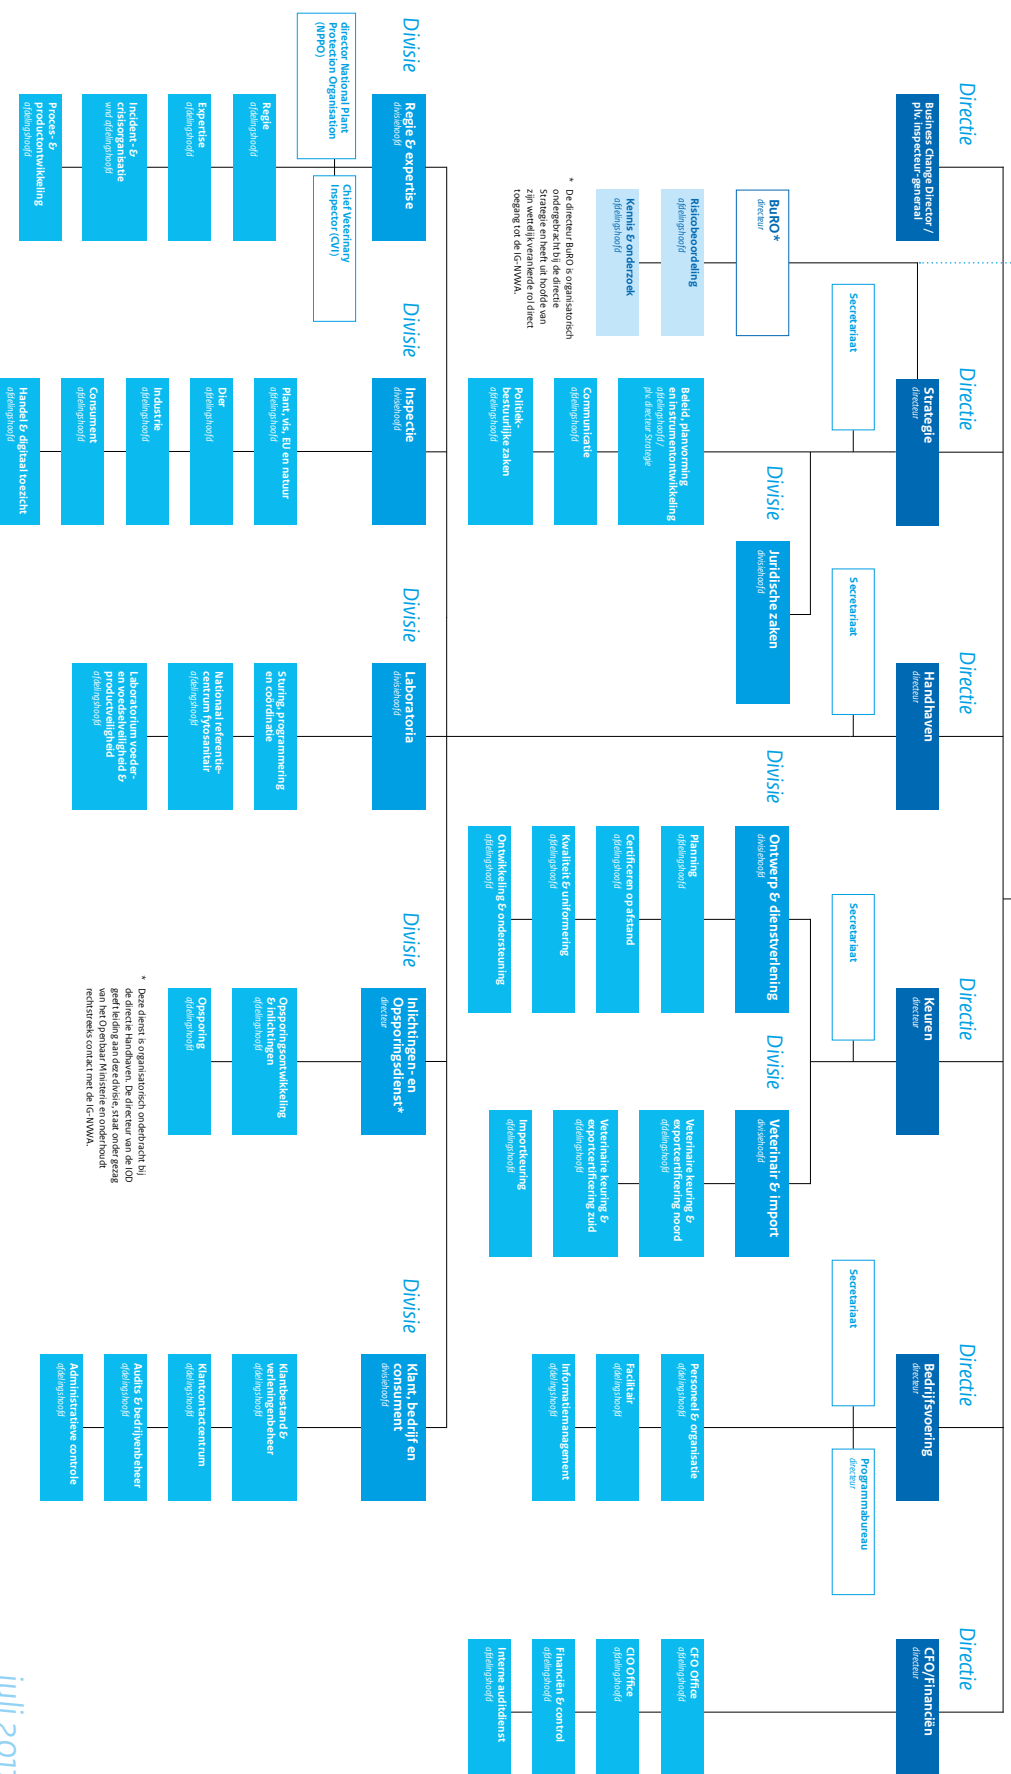 Directie
Business Change Director /
plv. inspecteur-generaal
Directie
Strategie
directeur
Secretariaat
BuRO *
directeur
Risicobeoordeling
afdelingshoofd
Kennis & onderzoek
afdelingshoofd
* De directeur BuRO is organisatorisch
ondergebracht bij de directie
Strategie en heeft uit hoofde van
zijn wettelijk verankerde rol direct
toegang tot de IG-NVWA.
Beleid, planvorming
en instrumentontwikkeling
afdelingshoofd /
plv. directeur Strategie
Communicatie
afdelingshoofd
Politiek-
bestuurlijke zaken
afdelingshoofd
Divisie
Juridische zaken
divisiehoofd
Directie
Handhaven
directeur
Secretariaat
Directie
Keuren
directeur
Secretariaat
Divisie
Ontwerp & dienstverlening
divisiehoofd
Planning
afdelingshoofd
Certificeren op afstand
afdelingshoofd
Kwaliteit & uniformering
afdelingshoofd
Ontwikkeling & ondersteuning
afdelingshoofd
Divisie
Veterinair & import
divisiehoofd
Veterinaire keuring &
exportcertificering noord
afdelingshoofd
Veterinaire keuring &
exportcertificering zuid
afdelingshoofd
Importkeuring
afdelingshoofd
Directie
Bedrijfsvoering
directeur
Secretariaat
Programmabureau
directeur
Personeel & organisatie
afdelingshoofd
Facilitair
afdelingshoofd
Informatiemanagement
afdelingshoofd
Directie
CFO/Financiën
directeur
CFO Office
afdelingshoofd
CIO Office
afdelingshoofd
Financiën & control
afdelingshoofd
Interne auditdienst
afdelingshoofd
Divisie
Regie & expertise
divisiehoofd
director National Plant
Protection Organisation
(NPPO)
Chief Veterinary
Inspector (CVI)
Regie
afdelingshoofd
Expertise
afdelingshoofd
Incident- &
crisisorganisatie
wnd afdelingshoofd
Proces- &
productontwikkeling
afdelingshoofd
Divisie
Inspectie
divisiehoofd
Plant, vis, EU en natuur
afdelingshoofd
Dier
afdelingshoofd
Industrie
afdelingshoofd
Consument
afdelingshoofd
Handel & digitaal toezicht
afdelingshoofd
Divisie
Laboratoria
divisiehoofd
Sturing, programmering
en coördinatie
Nationaal referentie-
centrum fytosanitair
afdelingshoofd
Laboratorium voeder-
en voedselveiligheid &
productveiligheid
afdelingshoofd
Divisie
Inlichtingen- en
Opsporingsdienst*
directeur
Opsporingsontwikkeling
& inlichtingen
afdelingshoofd
Opsporing
afdelingshoofd
* Deze dienst is organisatorisch onderbracht bij
de directie Handhaven. De directeur van de IOD
geeft leiding aan deze divisie, staat onder gezag
van het Openbaar Ministerie en onderhoudt
rechtstreeks contact met de IG-NVWA.
Divisie
Klant, bedrijf en
consument
divisiehoofd
Klantbestand &
verleningenbeheer
afdelingshoofd
Klantcontactcentrum
afdelingshoofd
Audits & bedrijvenbeheer
afdelingshoofd
Administratieve controle
afdelingshoofd
juli